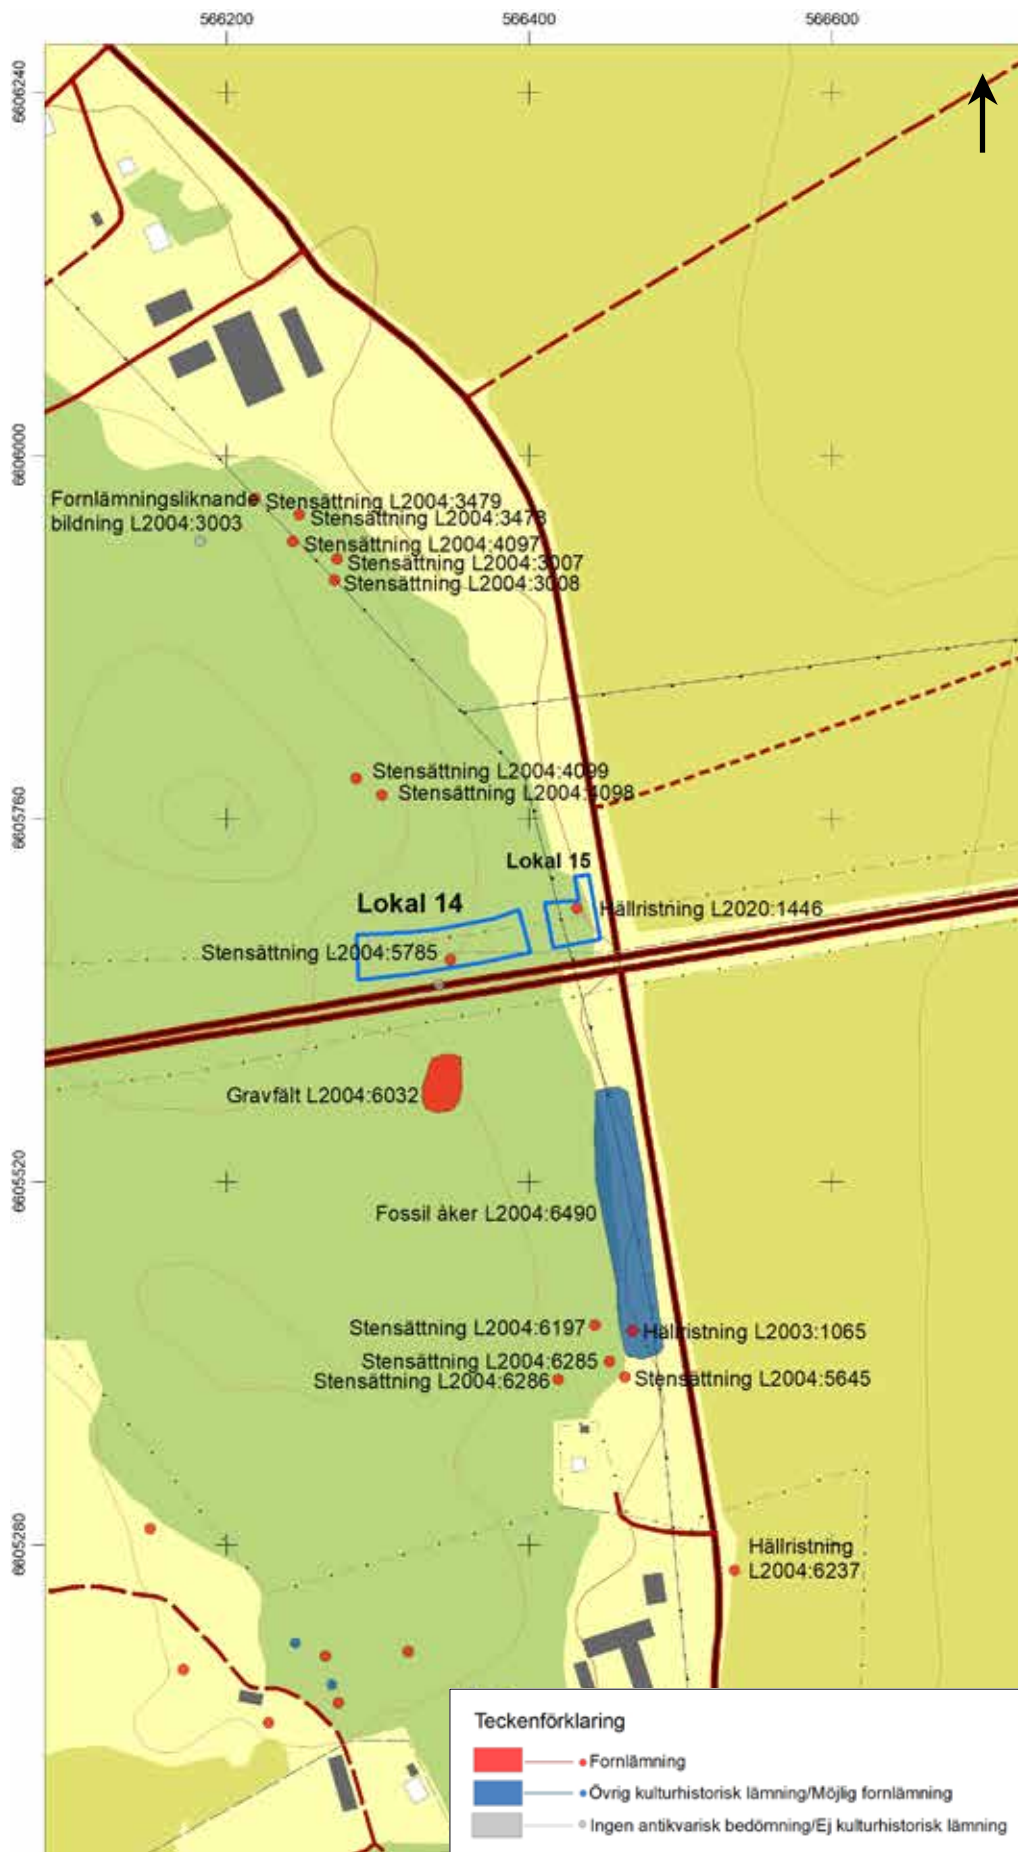 566200
566400
566600
6606240
6606000
Fornlämningsliknande
bildning L2004:3003
Stensättning L2004:3479
Stensättning L2004:3478
Stensättning L2004:4097
Stensättning L2004:3007
Stensättning L2004:3008
Stensättning L2004:4099
Stensättning L2004:4098
6605760
Lokal 15
Lokal 14
Hällristning L2020:1446
Stensättning L2004:5785
Gravfält L2004:6032
6605520
Fossil åker L2004:6490
Stensättning L2004:6197
Hällristning L2003:1065
Stensättning L2004:6285
Stensättning L2004:6286
Stensättning L2004:5645
6605280
Hällristning
L2004:6237
Teckenförklaring
Fornlämning
Övrig kulturhistorisk lämning/Möjlig fornlämning
Ingen antikvarisk bedömning/Ej kulturhistorisk lämning